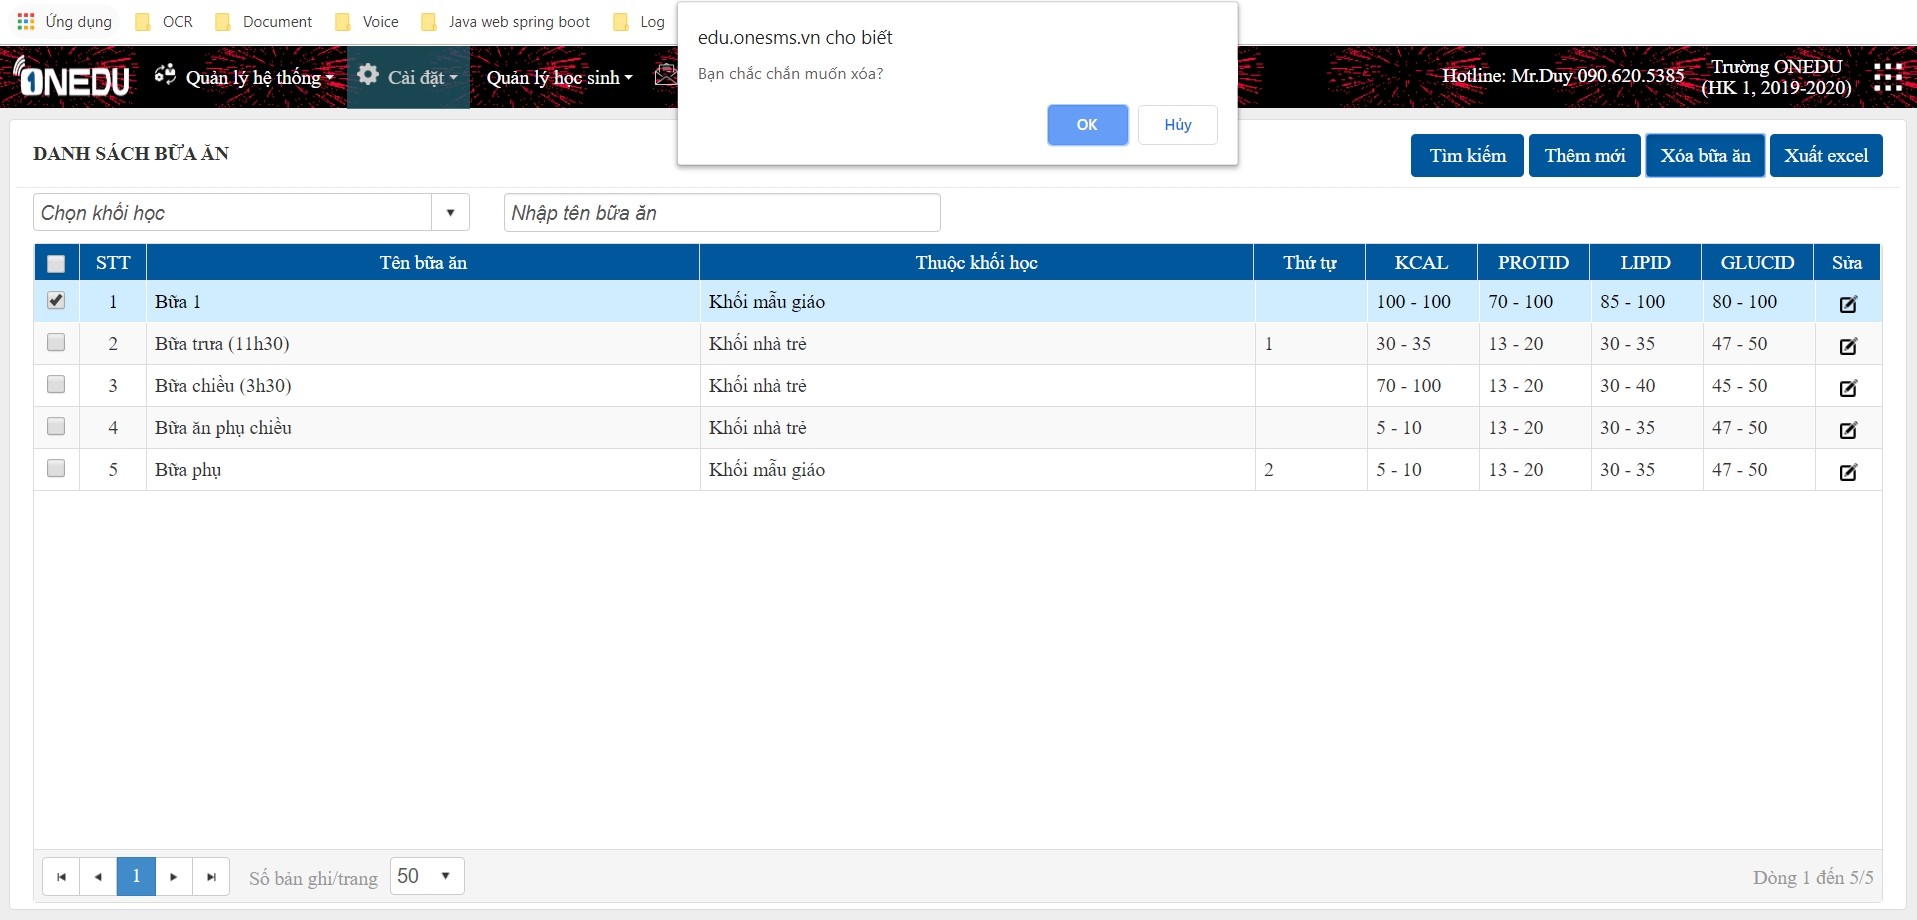 Ứng dụng OCR Document Voice Java web spring boot Log
edu.onesms.vn cho biết
Bạn chắc chắn muốn xóa?
OK Hủy
ONEDU Quản lý hệ thống Cài đặt Quản lý học sinh Hotline: Mr.Duy 090.620.5385 Trường ONEDU
(HK 1, 2019-2020)
DANH SÁCH BỮA ĂN Tìm kiếm Thêm mới Xóa bữa ăn Xuất excel
Chọn khối học Nhập tên bữa ăn
STT Tên bữa ăn Thuộc khối học Thứ tự KCAL PROTID LIPID GLUCID Sửa
1 Bữa 1 Khối mẫu giáo 100 - 100 70 - 100 85 - 100 80 - 100
2 Bữa trưa (11h30) Khối nhà trẻ 1 30 - 35 13 - 20 30 - 35 47 - 50
3 Bữa chiều (3h30) Khối nhà trẻ 70 - 100 13 - 20 30 - 40 45 - 50
4 Bữa ăn phụ chiều Khối nhà trẻ 5 - 10 13 - 20 30 - 35 47 - 50
5 Bữa phụ Khối mẫu giáo 2 5 - 10 13 - 20 30 - 35 47 - 50
1 Số bản ghi/trang 50 Dòng 1 đến 5/5